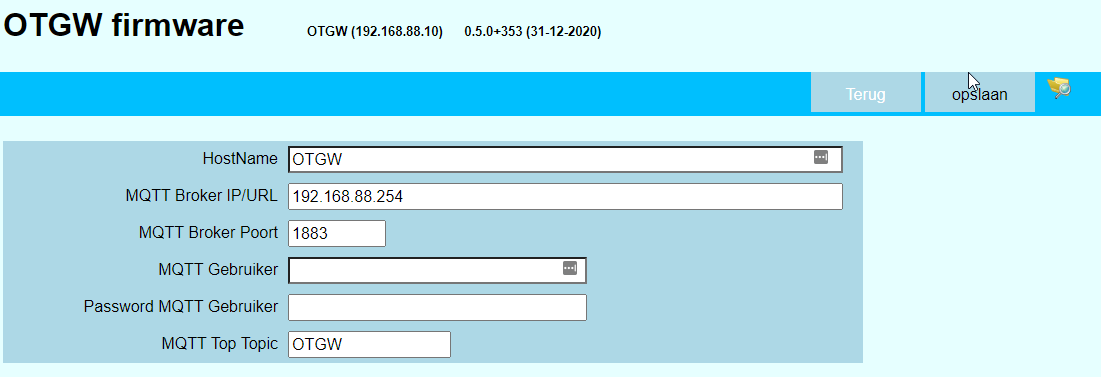 OTGW firmware OTGW (192.168.88.10) 0.5.0+353 (31-12-2020)
Terug opslaan
HostName OTGW
MQTT Broker IP/URL 192.168.88.254
MQTT Broker Poort 1883
MQTT Gebruiker
Password MQTT Gebruiker
MQTT Top Topic OTGW